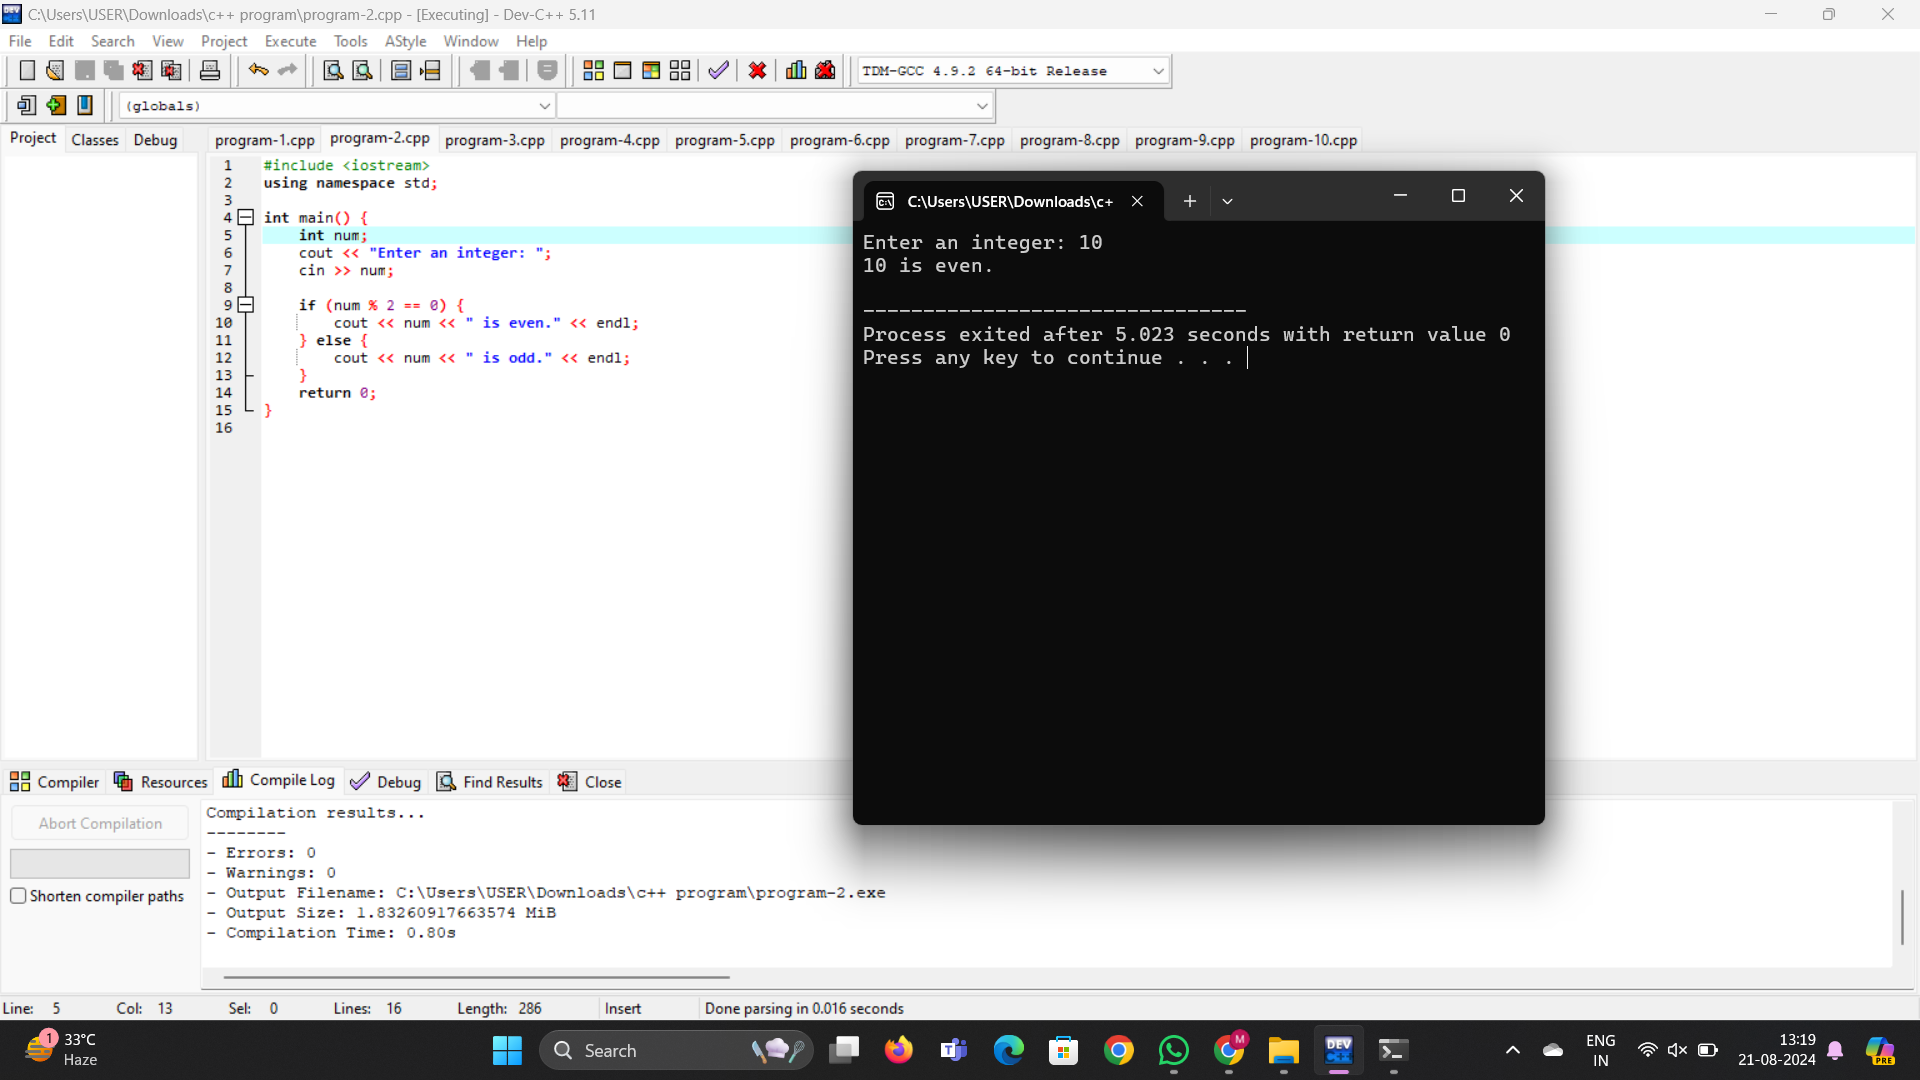 C:\Users\USER\Downloads\c++ program\program-2.cpp - [Executing] - Dev-C++ 5.11
File Edit Search View Project Execute Tools AStyle Window Help
TDM-GCC 4.9.2 64-bit Release
(globals)
Project Classes Debug
program-1.cpp program-2.cpp program-3.cpp program-4.cpp program-5.cpp program-6.cpp program-7.cpp program-8.cpp program-9.cpp program-10.cpp
1 #include <iostream>
2 using namespace std;
3
4 int main() {
5 int num;
6 cout << "Enter an integer: ";
7 cin >> num;
8
9 if (num % 2 == 0) {
10 cout << num << " is even." << endl;
11 } else {
12 cout << num << " is odd." << endl;
13 }
14 return 0;
15 }
16
C:\Users\USER\Downloads\c+
Enter an integer: 10
10 is even.
--------------------------------
Process exited after 5.023 seconds with return value 0
Press any key to continue . . .
Compiler Resources Compile Log Debug Find Results Close
Abort Compilation
Shorten compiler paths
Compilation results...
--------
- Errors: 0
- Warnings: 0
- Output Filename: C:\Users\USER\Downloads\c++ program\program-2.exe
- Output Size: 1.83260917663574 MiB
- Compilation Time: 0.80s
Line: 5 Col: 13 Sel: 0 Lines: 16 Length: 286 Insert Done parsing in 0.016 seconds
1
33°C
Haze
Search
M
DEV
ENG
IN
13:19
21-08-2024
PRE